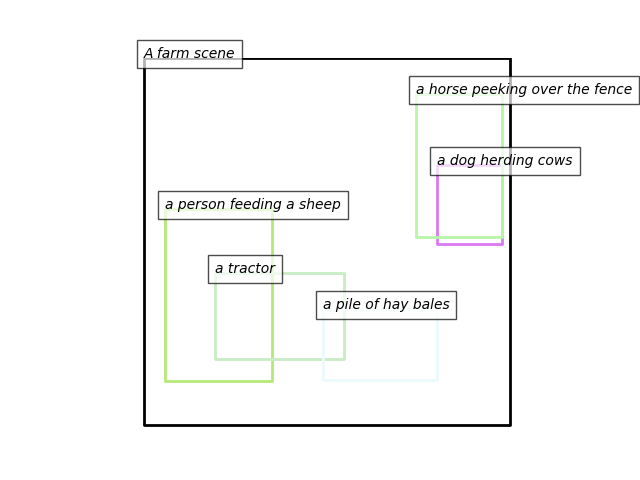 A farm scene
a horse peeking over the fence
a dog herding cows
a person feeding a sheep
a tractor
a pile of hay bales